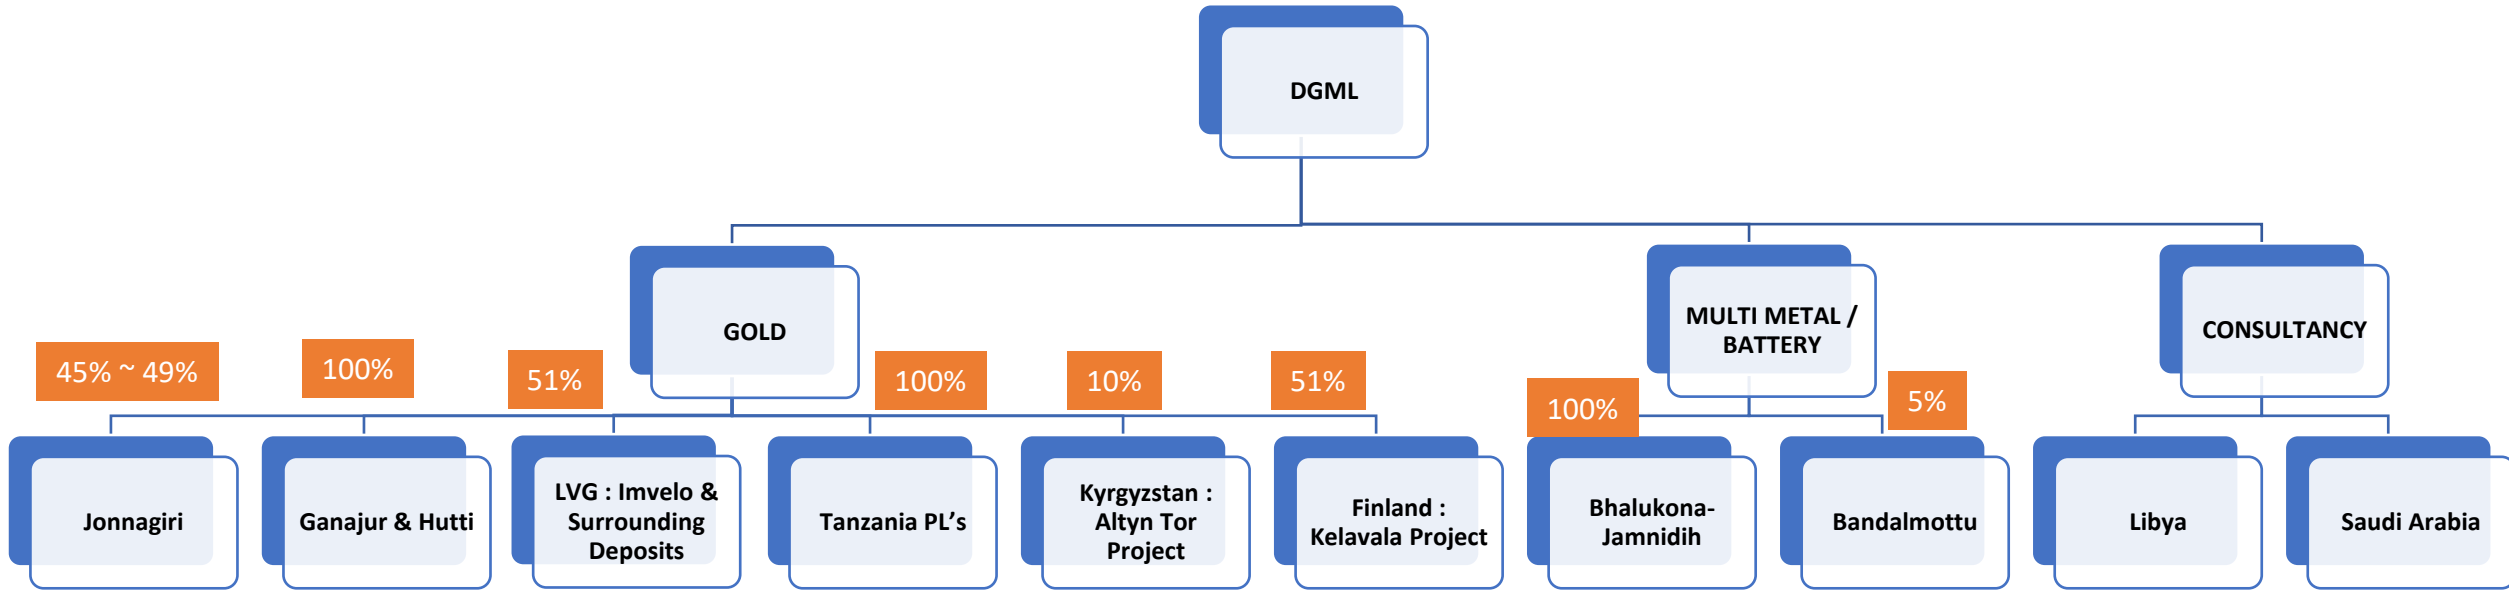 DGML
GOLD
MULTI METAL /
BATTERY
CONSULTANCY
45% ~ 49%
100%
51%
100%
10%
51%
100%
5%
Jonnagiri
Ganajur & Hutti
LVG : Imvelo &
Surrounding
Deposits
Tanzania PL’s
Kyrgyzstan :
Altyn Tor
Project
Finland :
Kelavala Project
Bhalukona-
Jamnidih
Bandalmottu
Libya
Saudi Arabia